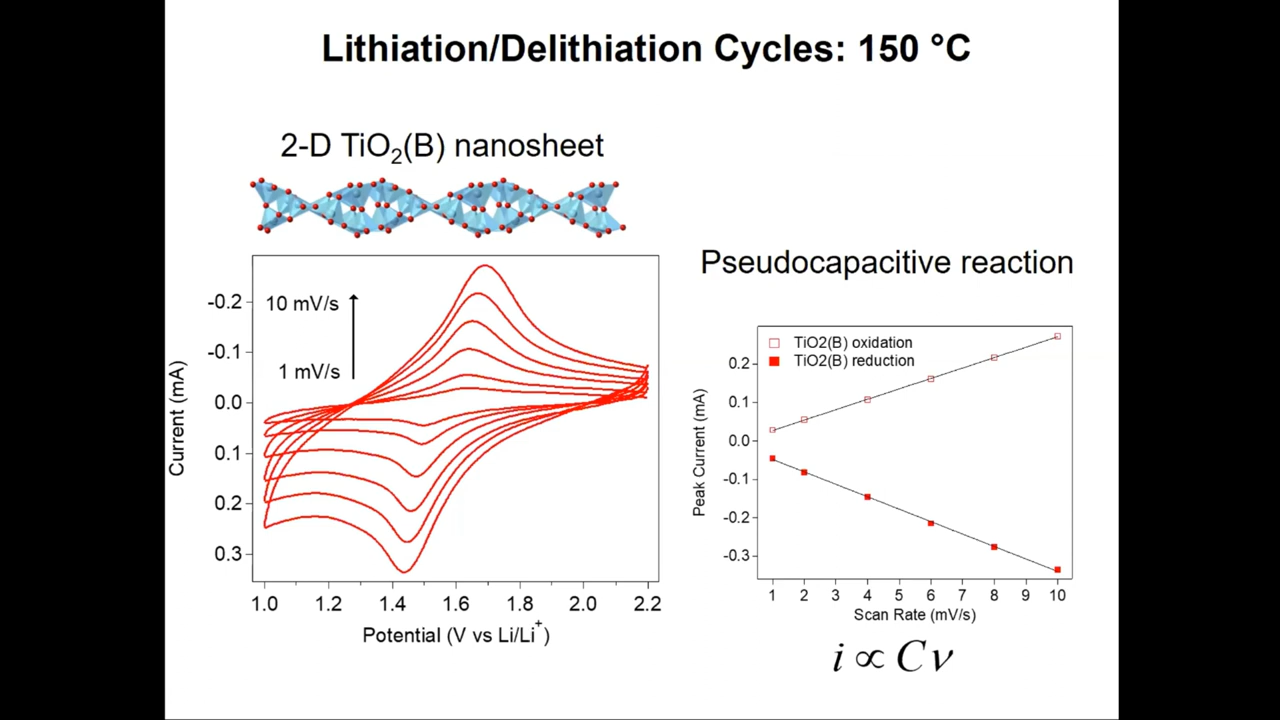 Lithiation/Delithiation Cycles: 150 °C
2-D TiO₂(B) nanosheet
-0.2
-0.1
0.0
0.1
0.2
0.3
Current (mA)
10 mV/s
1 mV/s
1.0 1.2 1.4 1.6 1.8 2.0 2.2
Potential (V vs Li/Li⁺)
Pseudocapacitive reaction
TiO2(B) oxidation
TiO2(B) reduction
0.2
0.1
0.0
-0.1
-0.2
-0.3
Peak Current (mA)
1 2 3 4 5 6 7 8 9 10
Scan Rate (mV/s)
i ∝ Cν